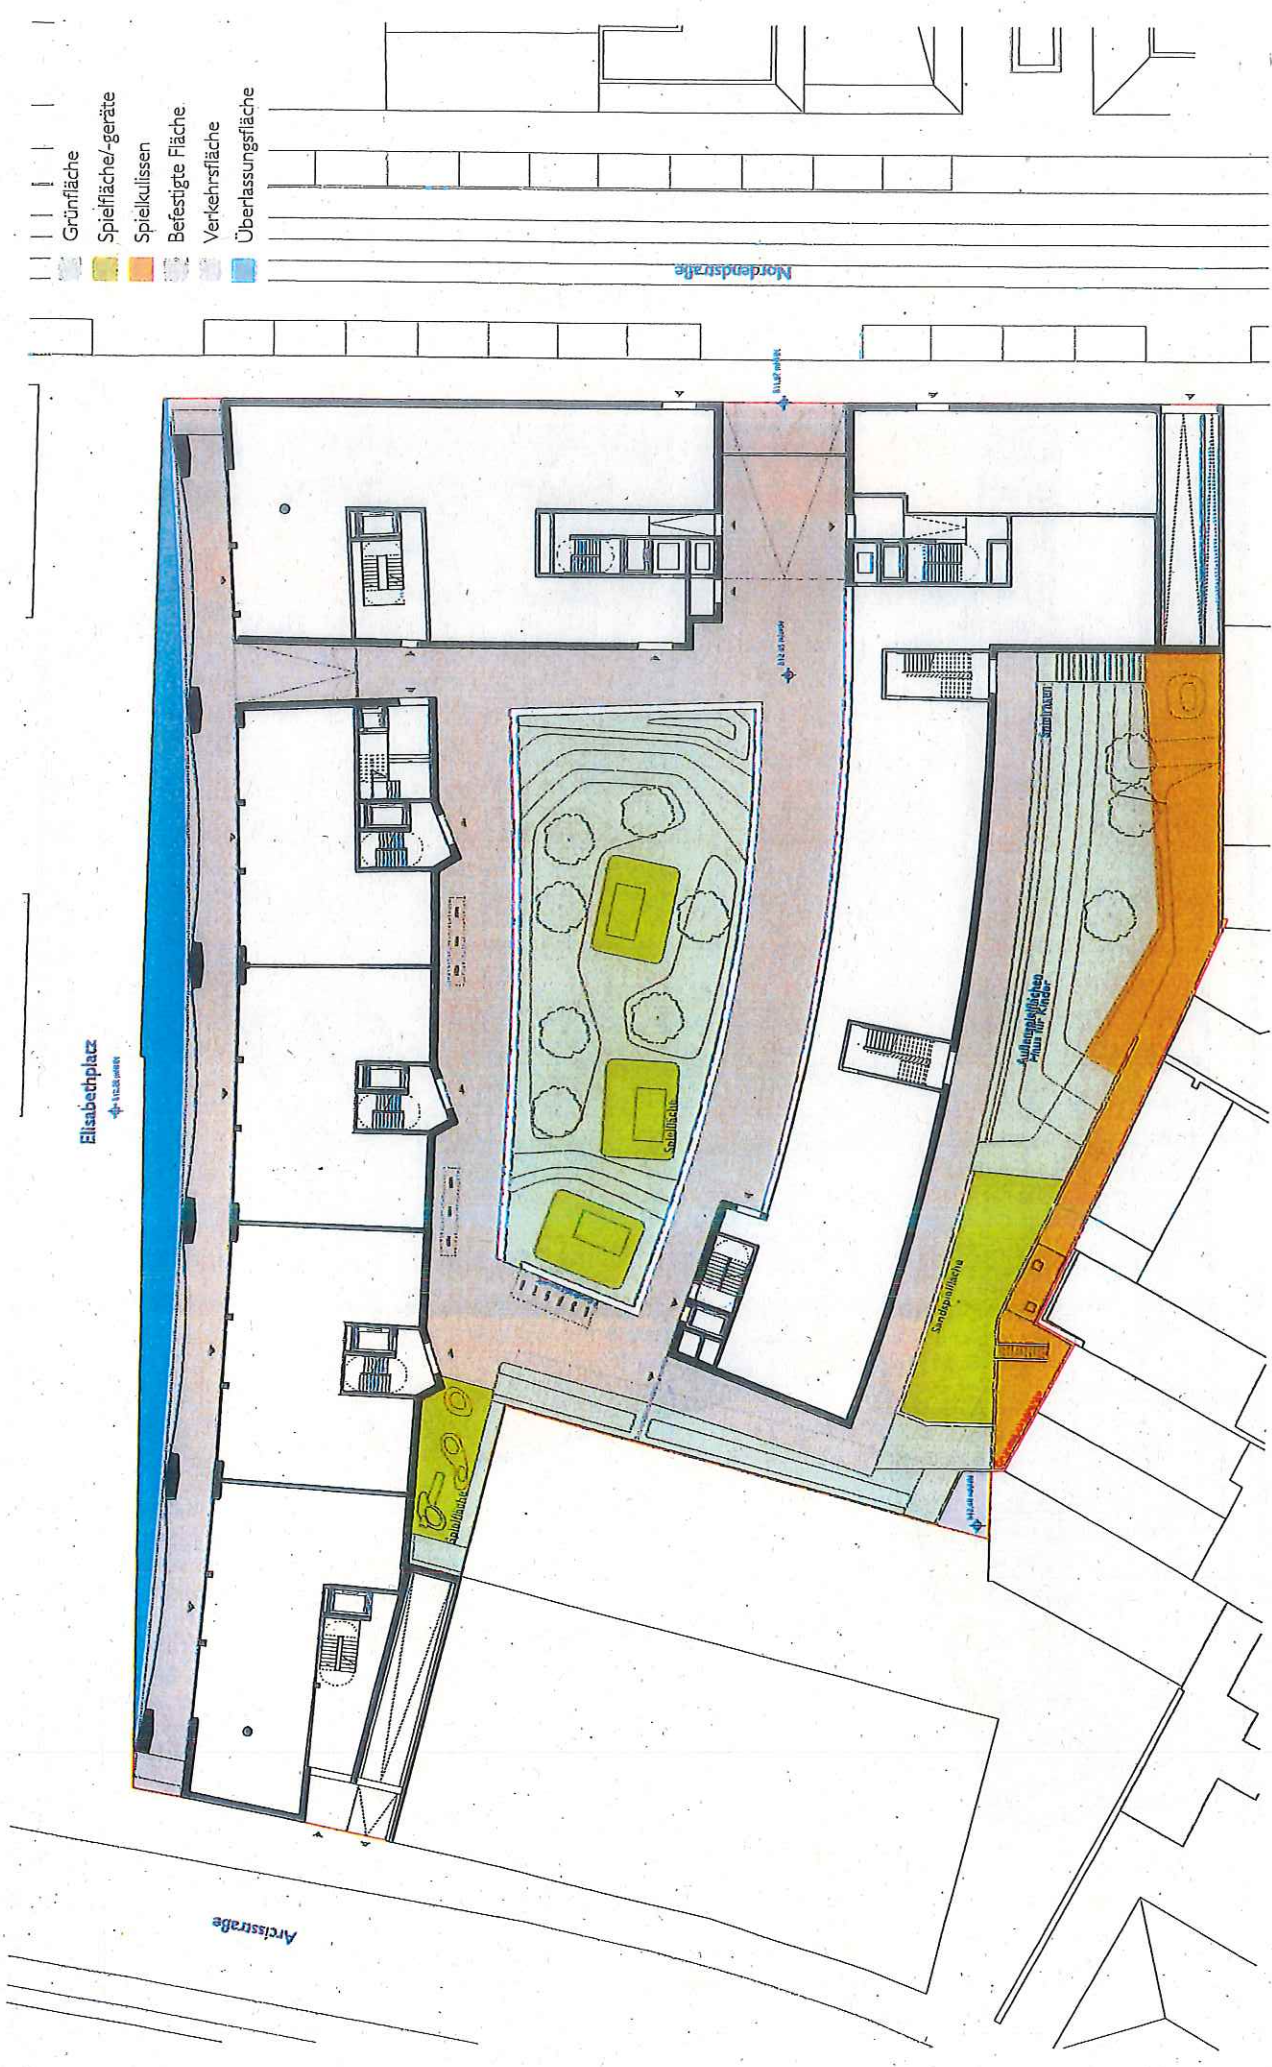 Grünfläche
Spielfläche/-geräte
Spielkulissen
Befestigte Fläche
Verkehrsfläche
Überlassungsfläche
Nordendstraße
Elisabethplatz
Spielfläche
Außenspielflächen
Haus für Kinder
Sandspielfläche
Spielfläche
Arcisstraße